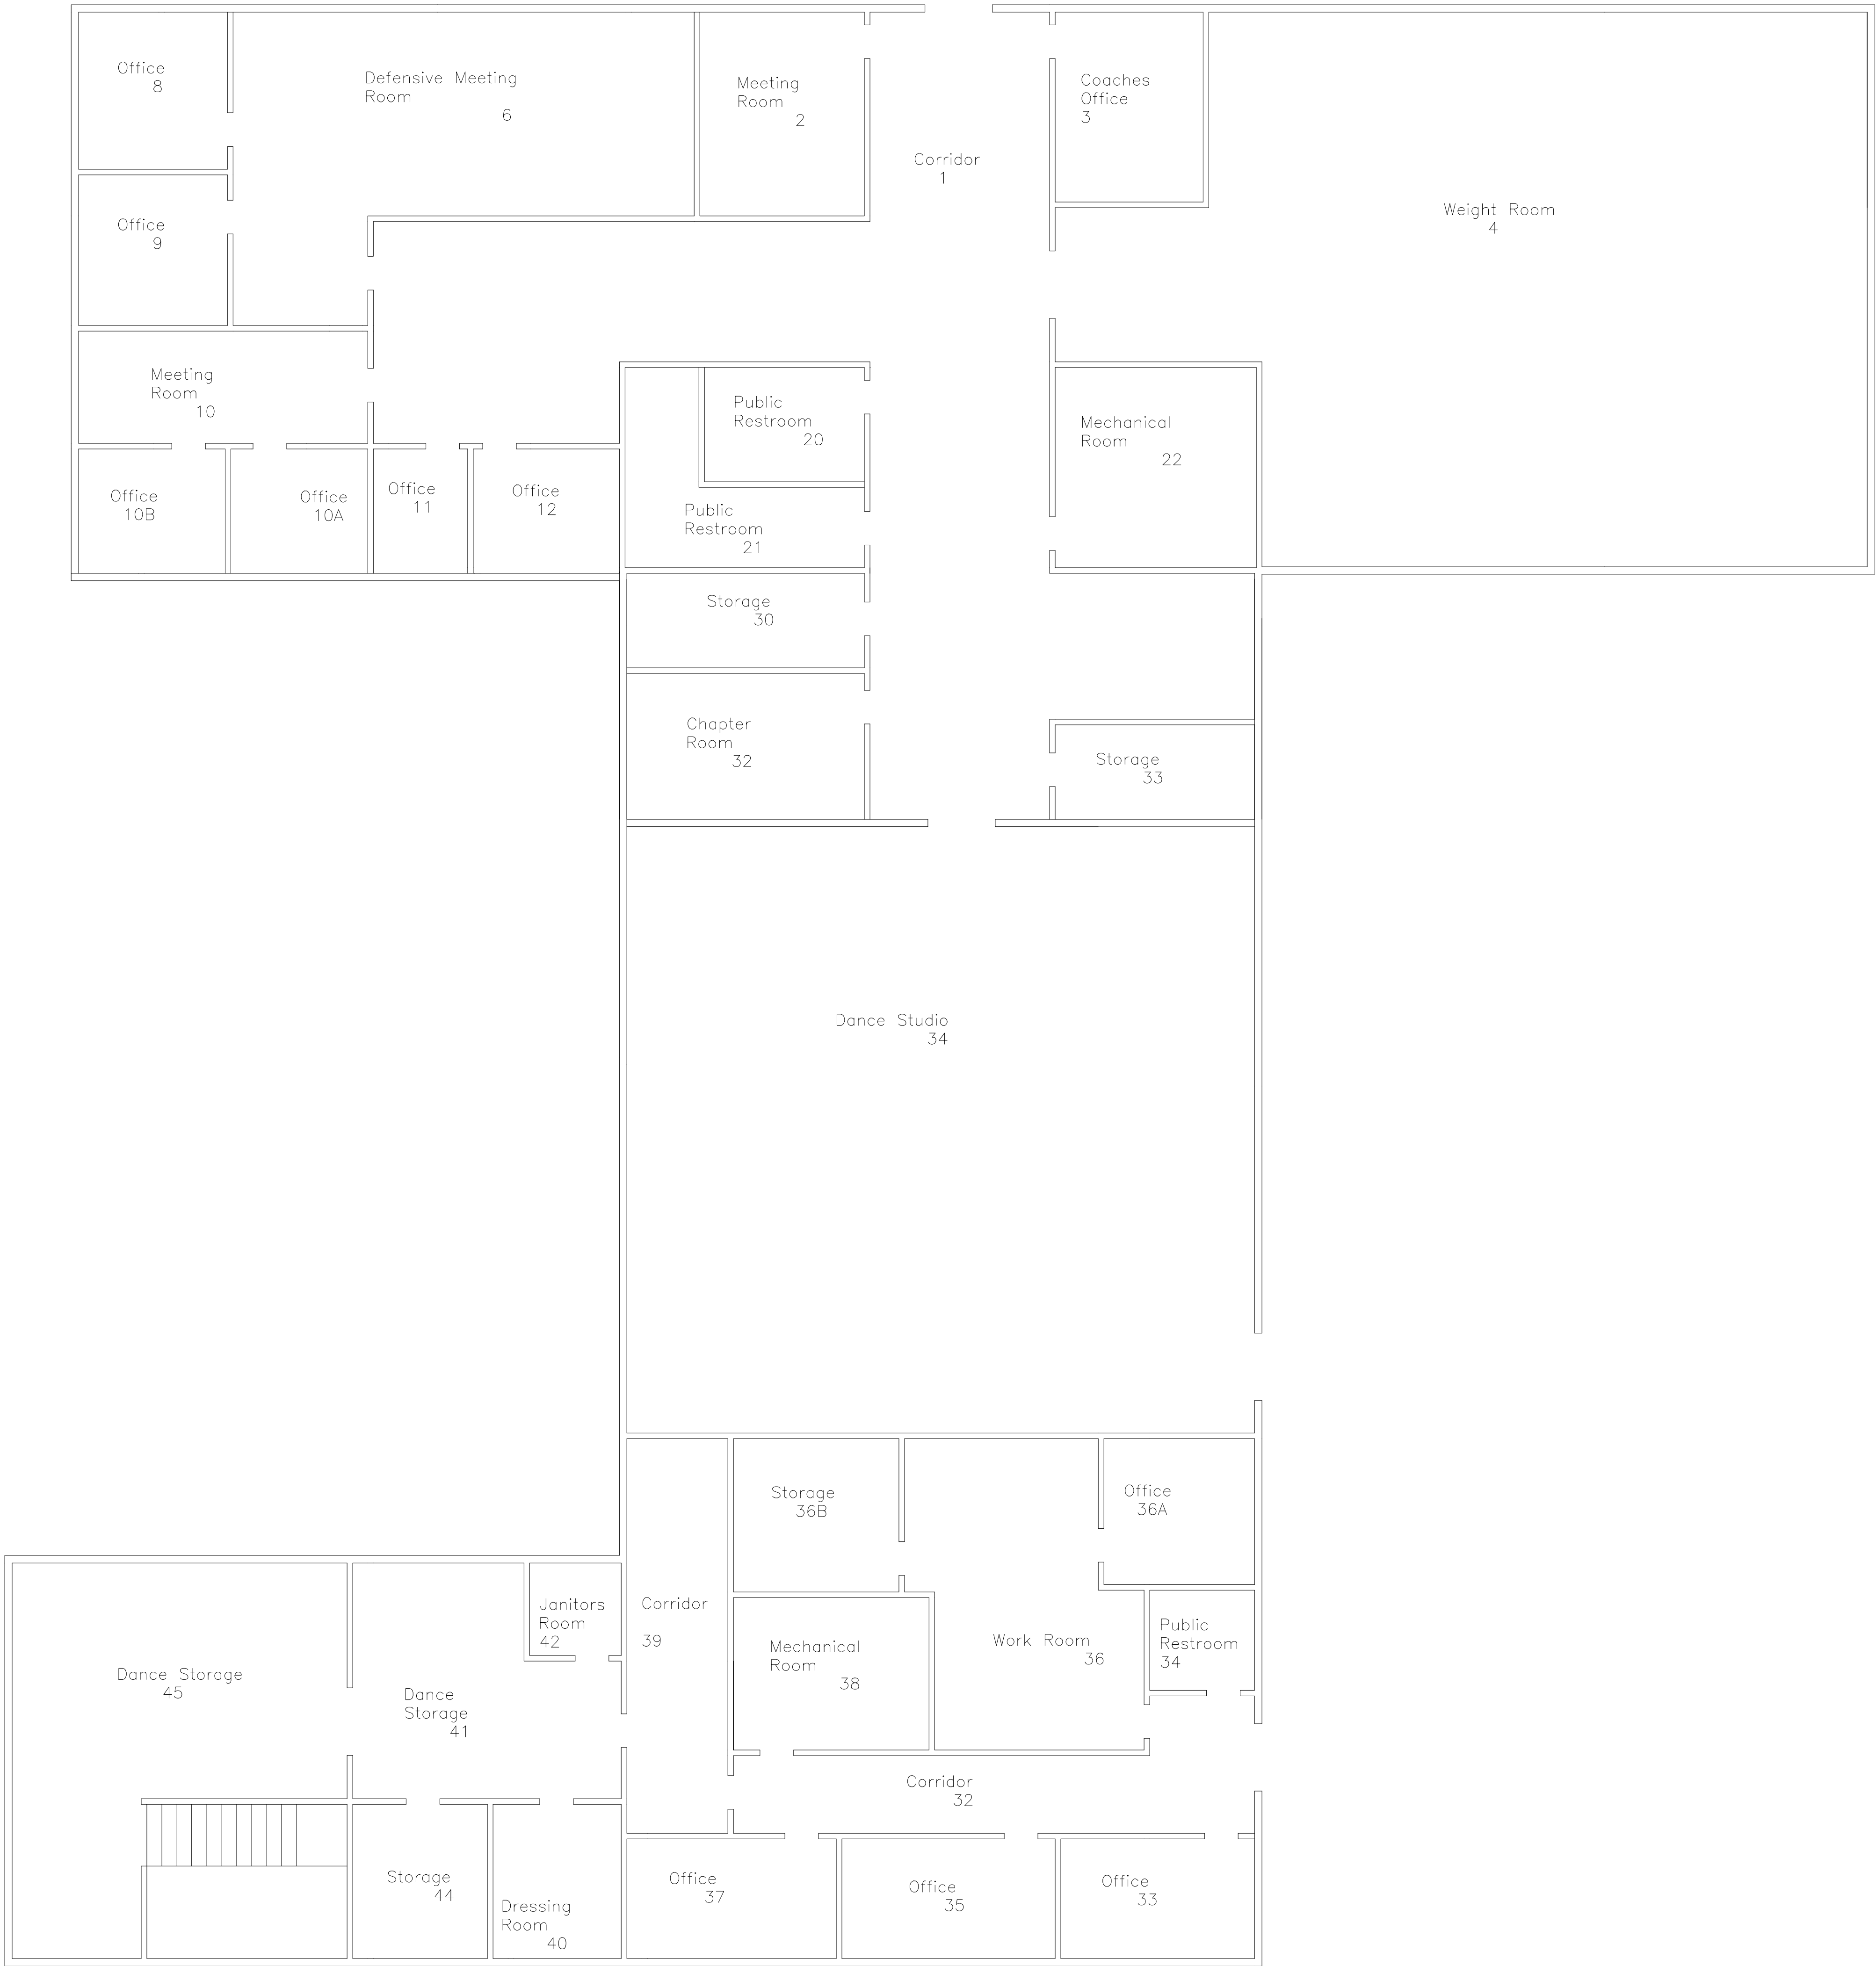 Office
8
Defensive Meeting
Room
6
Meeting
Room
2
Corridor
1
Coaches
Office
3
Weight Room
4
Office
9
Meeting
Room
10
Office
10B
Office
10A
Office
11
Office
12
Public
Restroom
20
Public
Restroom
21
Mechanical
Room
22
Storage
30
Chapter
Room
32
Storage
33
Dance Studio
34
Storage
36B
Office
36A
Janitors
Room
42
Corridor
39
Mechanical
Room
38
Work Room
36
Public
Restroom
34
Dance Storage
45
Dance
Storage
41
Corridor
32
Storage
44
Dressing
Room
40
Office
37
Office
35
Office
33